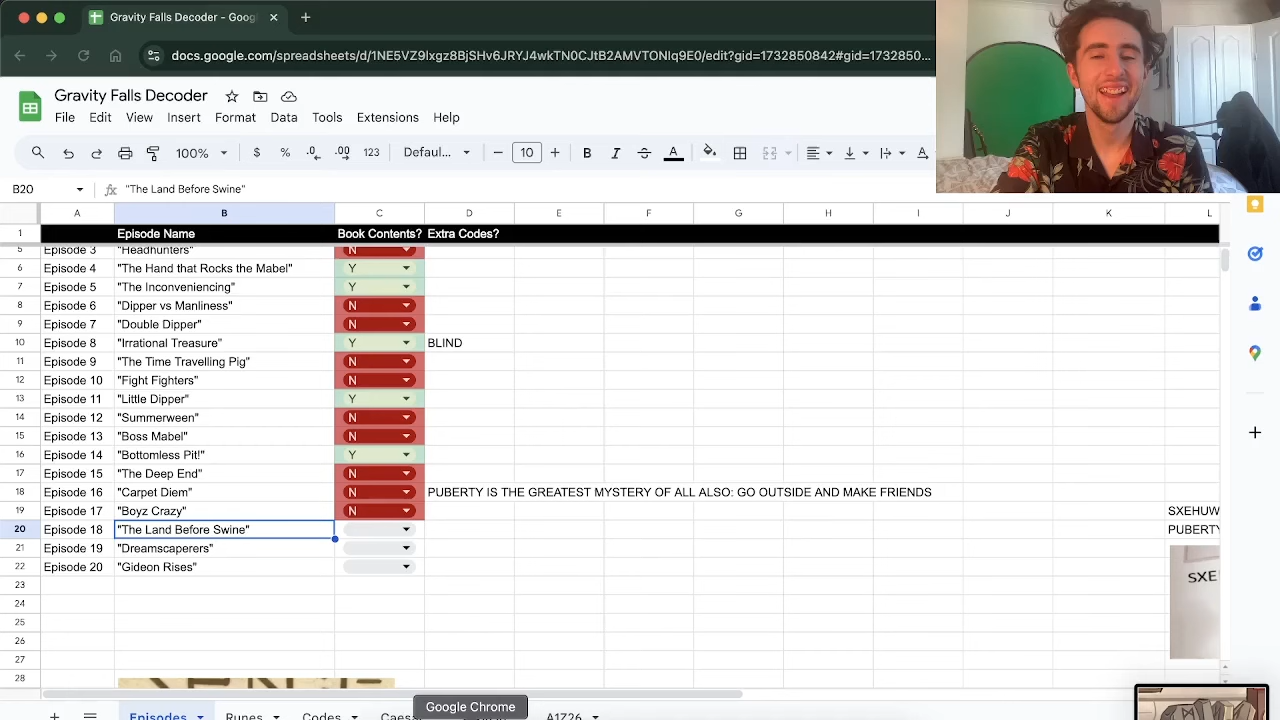 Gravity Falls Decoder - Googl
docs.google.com/spreadsheets/d/1NE5VZ9IxgzjBjSHv6JRYJ4wkTN0CJtB2AMVTONIg9E0/edit?gid=1732850842#gid=1732850...
Gravity Falls Decoder
File Edit View Insert Format Data Tools Extensions Help
100% $ % .0 .00 123 Defaul... − 10 + B I A
B20 fx "The Land Before Swine"
A B C D F G H I J K L
1 Episode Name Book Contents? Extra Codes?
5 Episode 3 "Headhunters" N
6 Episode 4 "The Hand that Rocks the Mabel" Y
7 Episode 5 "The Inconveniencing" Y
8 Episode 6 "Dipper vs Manliness" N
9 Episode 7 "Double Dipper" N
10 Episode 8 "Irrational Treasure" Y BLIND
11 Episode 9 "The Time Travelling Pig" N
12 Episode 10 "Fight Fighters" N
13 Episode 11 "Little Dipper" Y
14 Episode 12 "Summerween" N
15 Episode 13 "Boss Mabel" N
16 Episode 14 "Bottomless Pit!" Y
17 Episode 15 "The Deep End" N
18 Episode 16 "Carpet Diem" N PUBERTY IS THE GREATEST MYSTERY OF ALL ALSO: GO OUTSIDE AND MAKE FRIENDS
19 Episode 17 "Boyz Crazy" N SXEHUW
20 Episode 18 "The Land Before Swine" PUBERTY
21 Episode 19 "Dreamscaperers"
22 Episode 20 "Gideon Rises" SXE
23
24
25
26
27
28
Google Chrome
Episodes Runes Codes Caes A1Z26